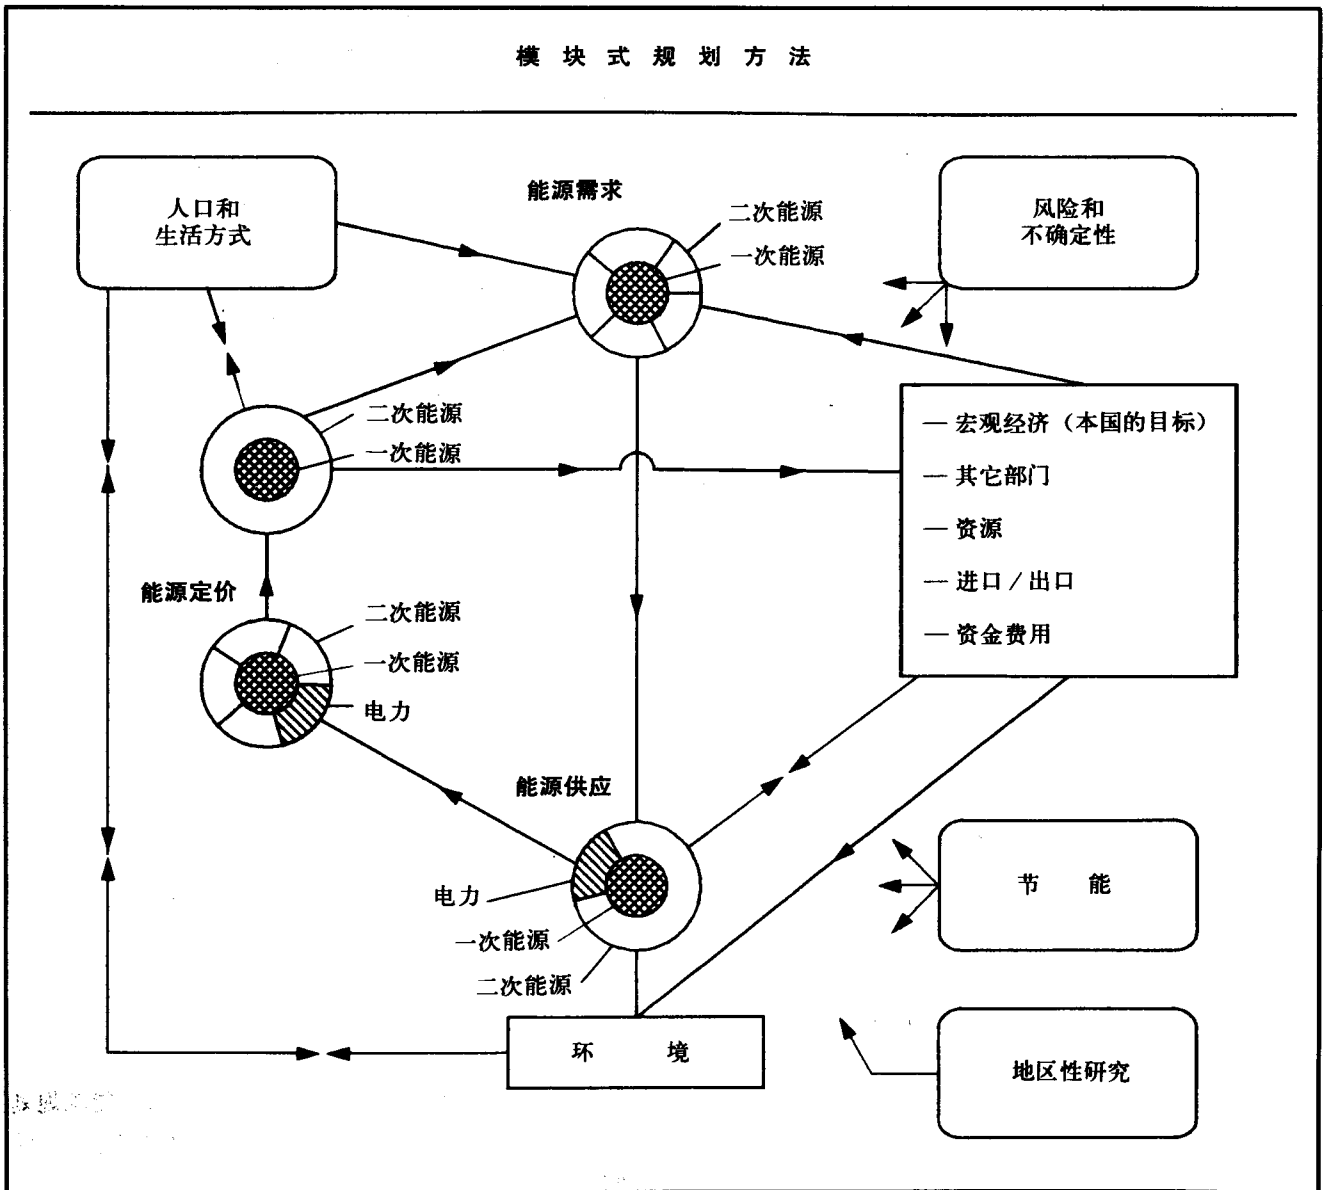 模块式规划方法
人口和
生活方式
能源需求
二次能源
一次能源
风险和
不确定性
二次能源
一次能源
— 宏观经济（本国的目标）
— 其它部门
— 资源
— 进口/出口
— 资金费用
能源定价
二次能源
一次能源
电力
能源供应
电力
一次能源
二次能源
节 能
环 境
地区性研究